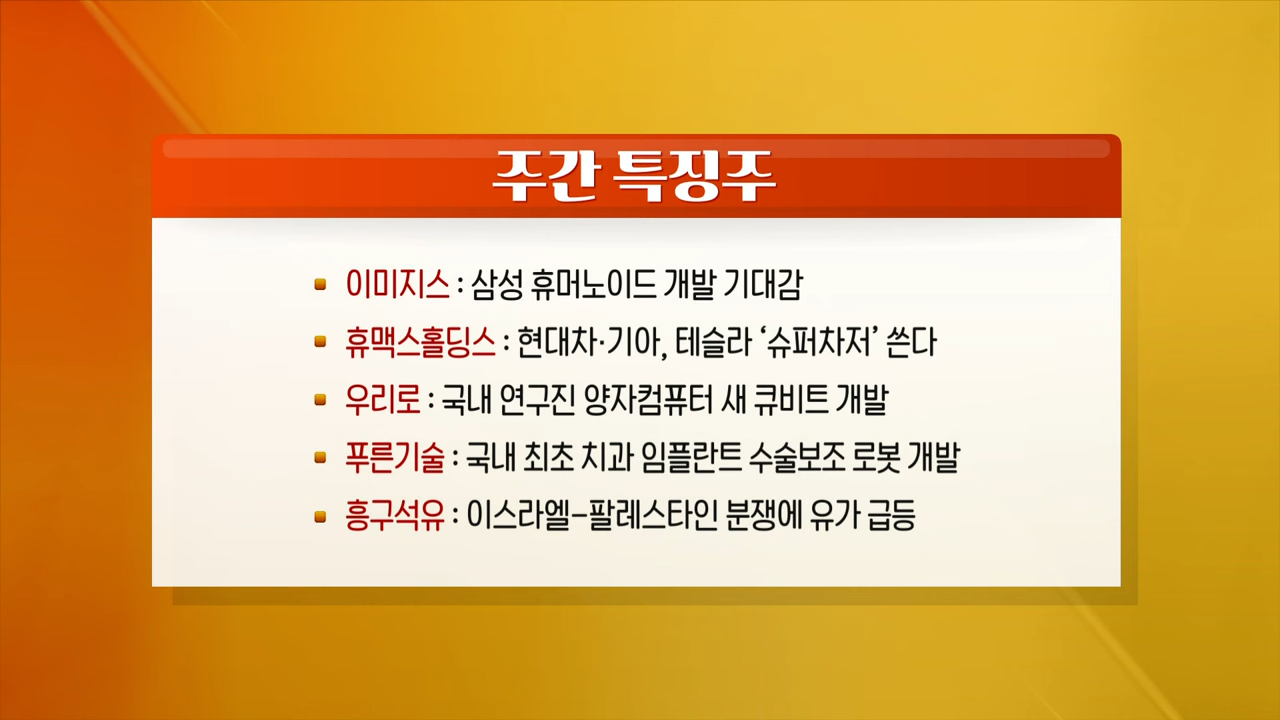 주간 특징주
이미지스 : 삼성 휴머노이드 개발 기대감
휴맥스홀딩스 : 현대차·기아, 테슬라 ‘슈퍼차저’ 쓴다
우리로 : 국내 연구진 양자컴퓨터 새 큐비트 개발
푸른기술 : 국내 최초 치과 임플란트 수술보조 로봇 개발
흥구석유 : 이스라엘-팔레스타인 분쟁에 유가 급등